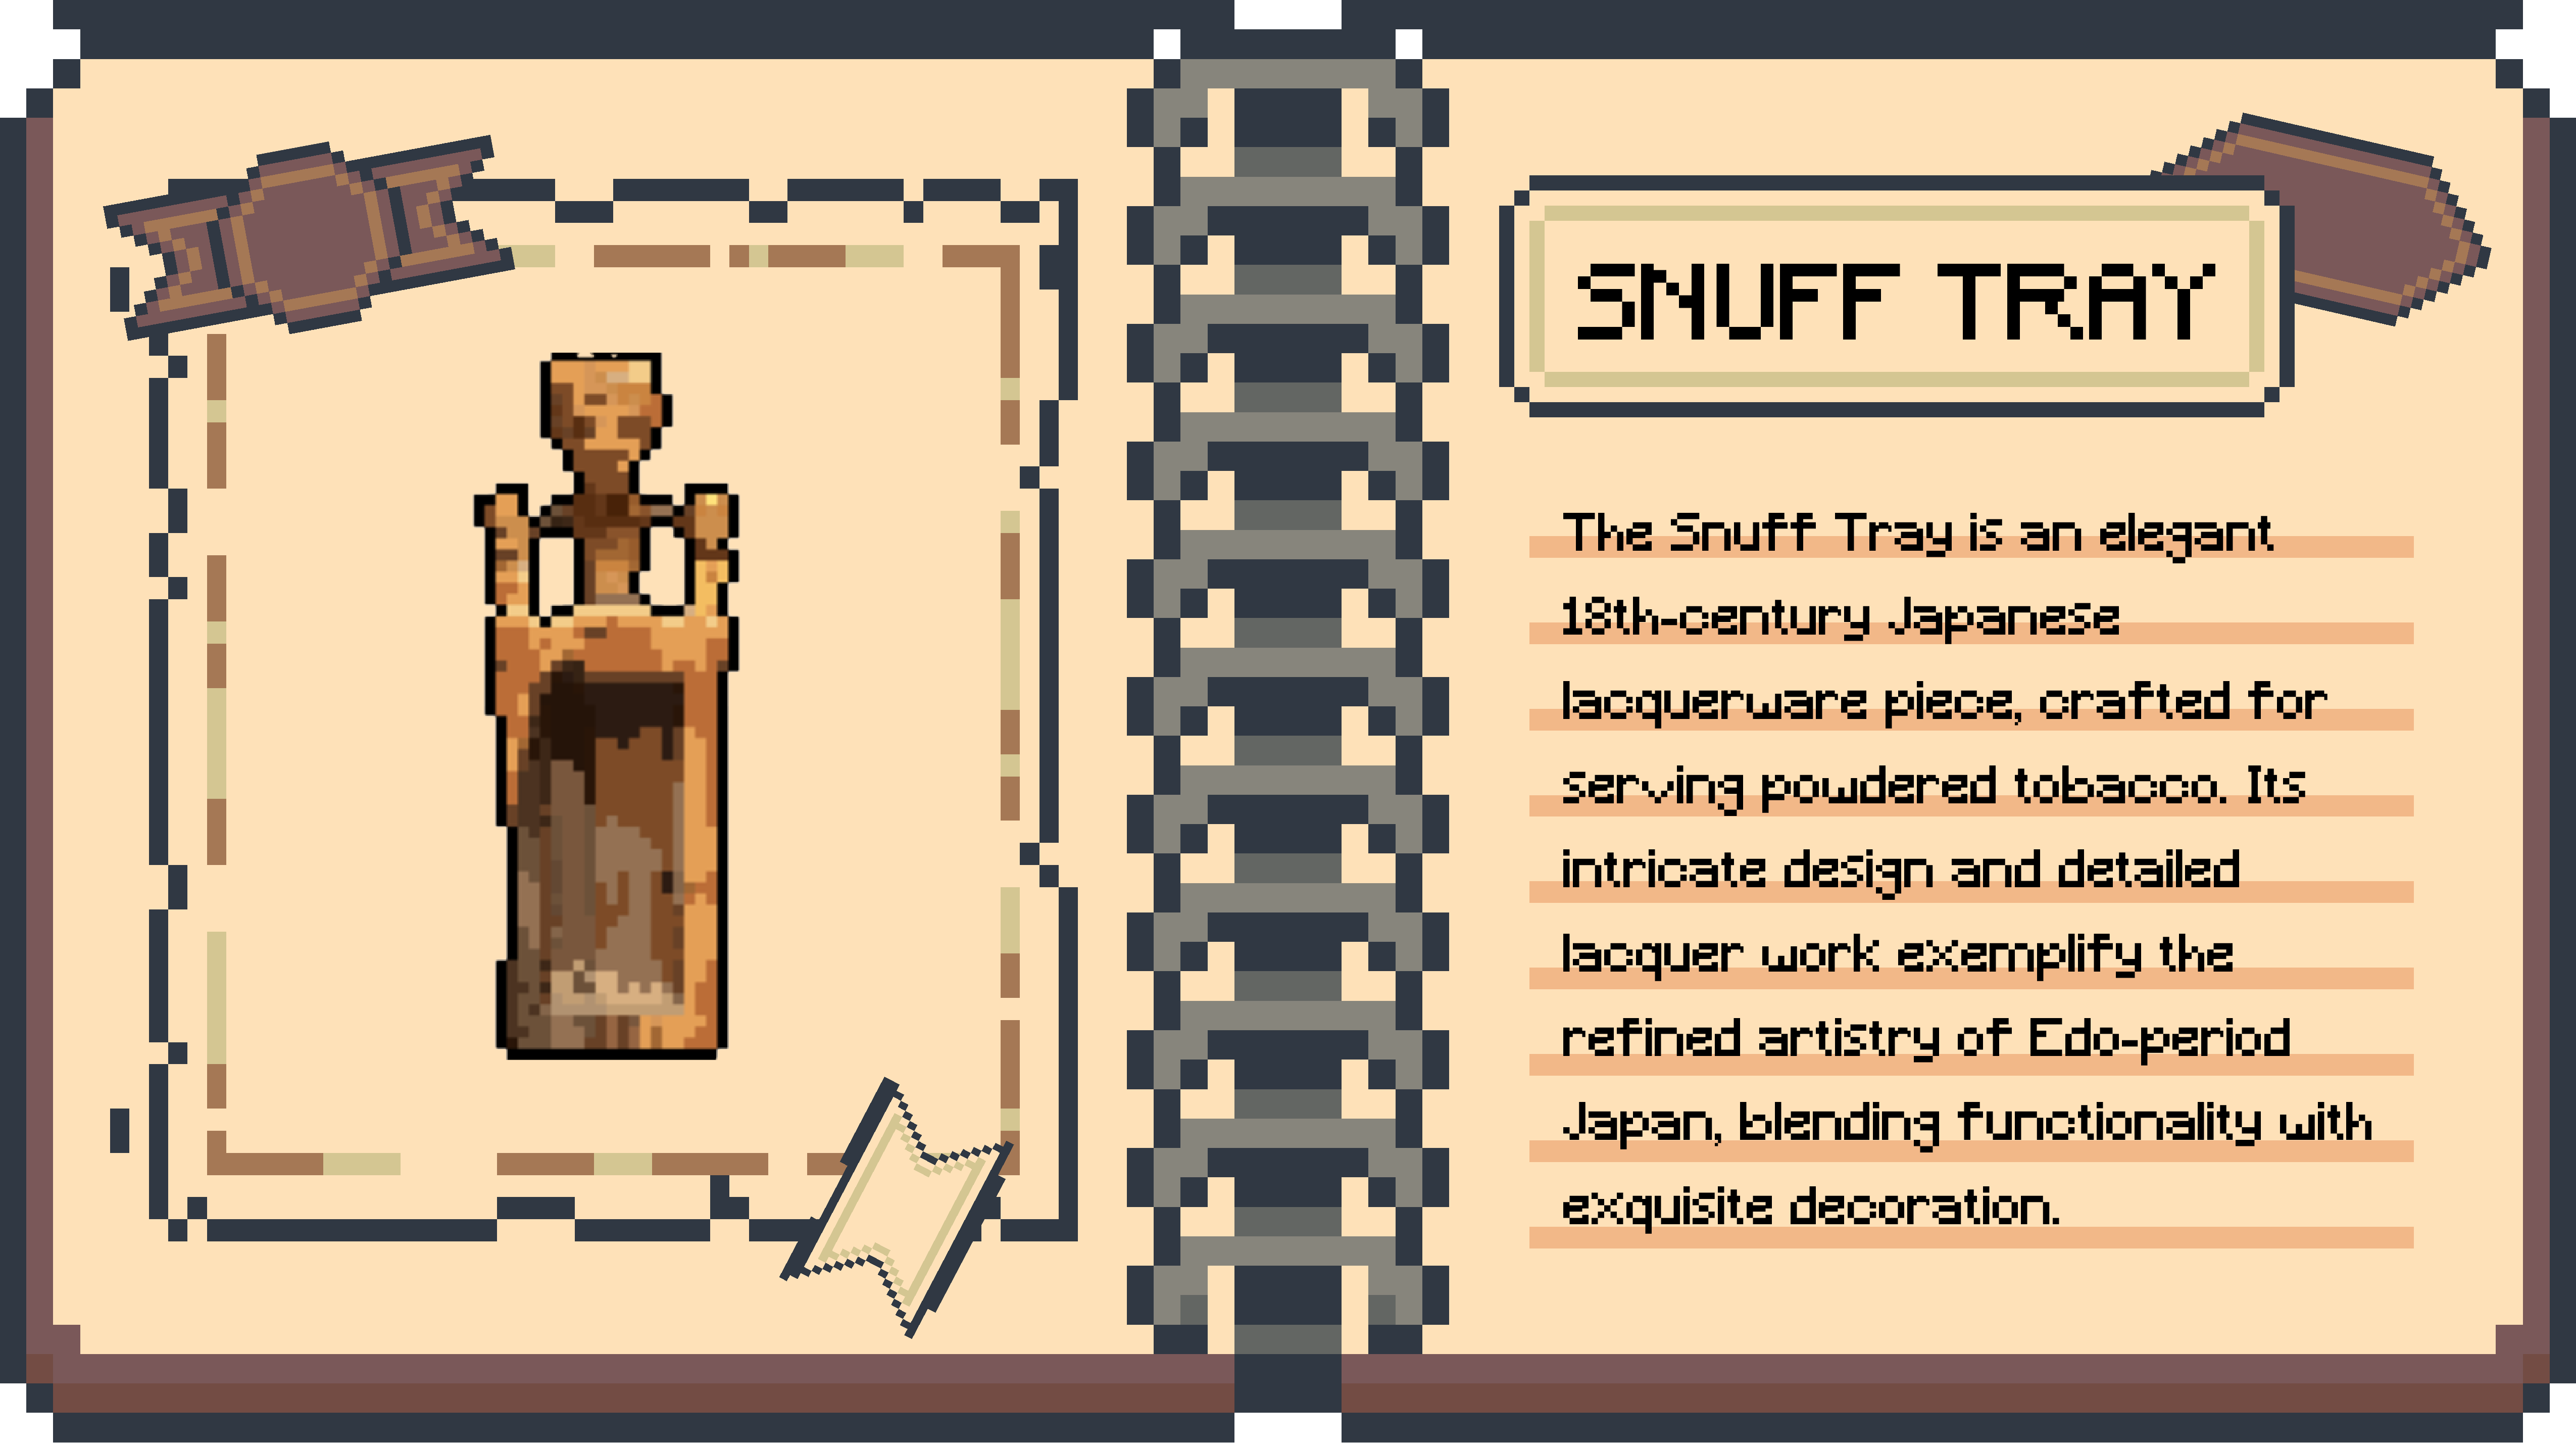 SNUFF TRAY
The Snuff Tray is an elegant
18th-century Japanese
lacquerware piece, crafted for
serving powdered tobacco. Its
intricate design and detailed
lacquer work exemplify the
refined artistry of Edo-period
Japan, blending functionality with
exquisite decoration.